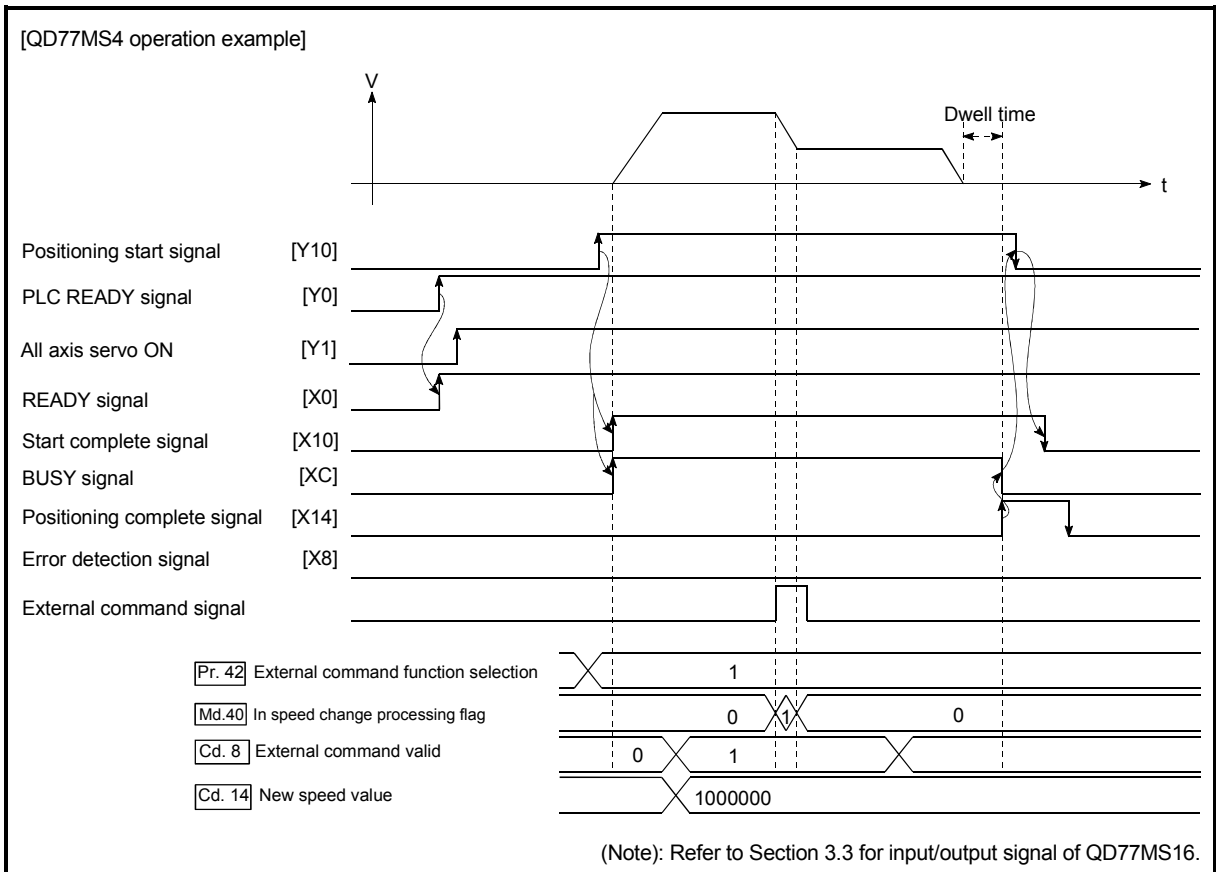 [QD77MS4 operation example]
V
Dwell time
t
Positioning start signal [Y10]
PLC READY signal [Y0]
All axis servo ON [Y1]
READY signal [X0]
Start complete signal [X10]
BUSY signal [XC]
Positioning complete signal [X14]
Error detection signal [X8]
External command signal
Pr. 42 External command function selection 1
Md.40 In speed change processing flag 0 1 0
Cd. 8 External command valid 0 1
Cd. 14 New speed value 1000000
(Note): Refer to Section 3.3 for input/output signal of QD77MS16.